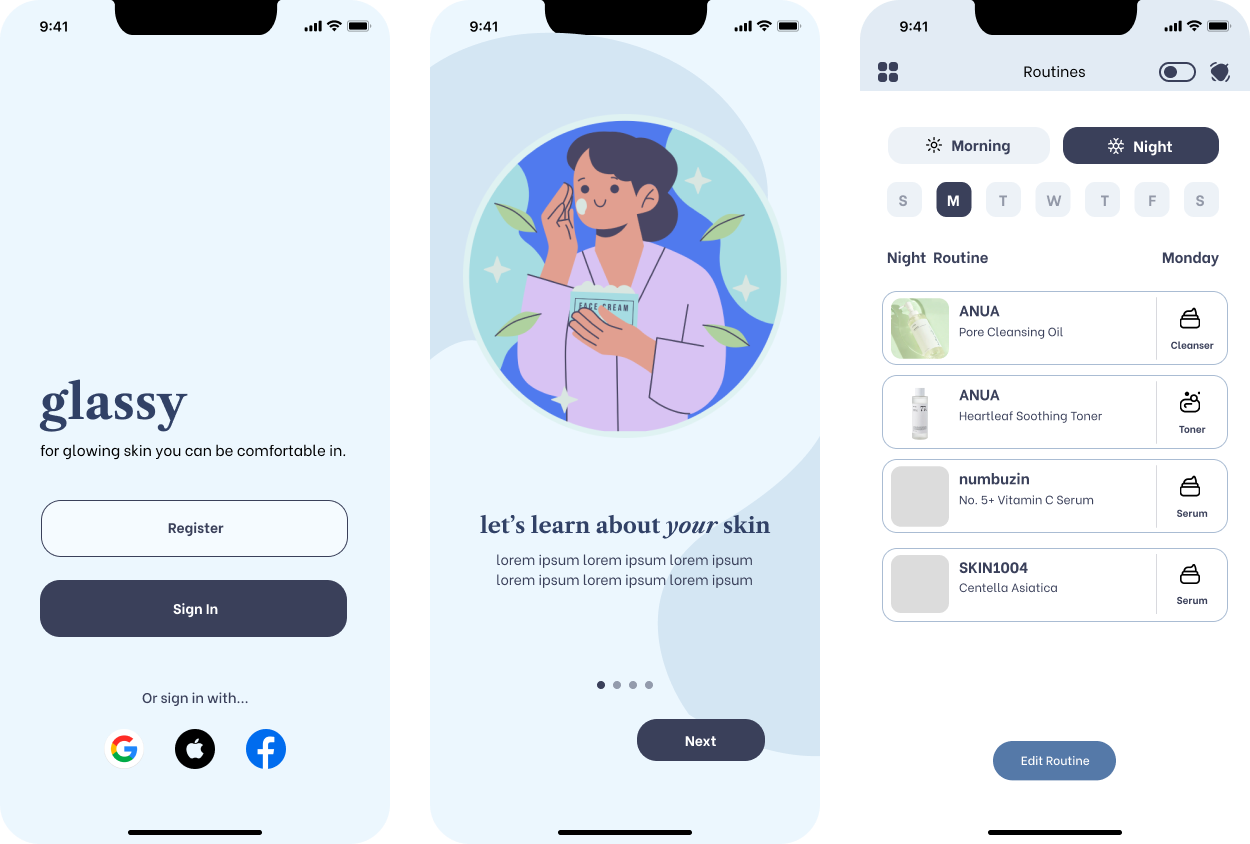 9:41
glassy
for glowing skin you can be comfortable in.
Register
Sign In
Or sign in with...
9:41
FACE CREAM
let's learn about your skin
lorem ipsum lorem ipsum lorem ipsum
lorem ipsum lorem ipsum lorem ipsum
Next
9:41
Routines
Morning
Night
S M T W T F S
Night Routine Monday
ANUA
Pore Cleansing Oil
Cleanser
ANUA
Heartleaf Soothing Toner
Toner
numbuzin
No. 5+ Vitamin C Serum
Serum
SKIN1004
Centella Asiatica
Serum
Edit Routine